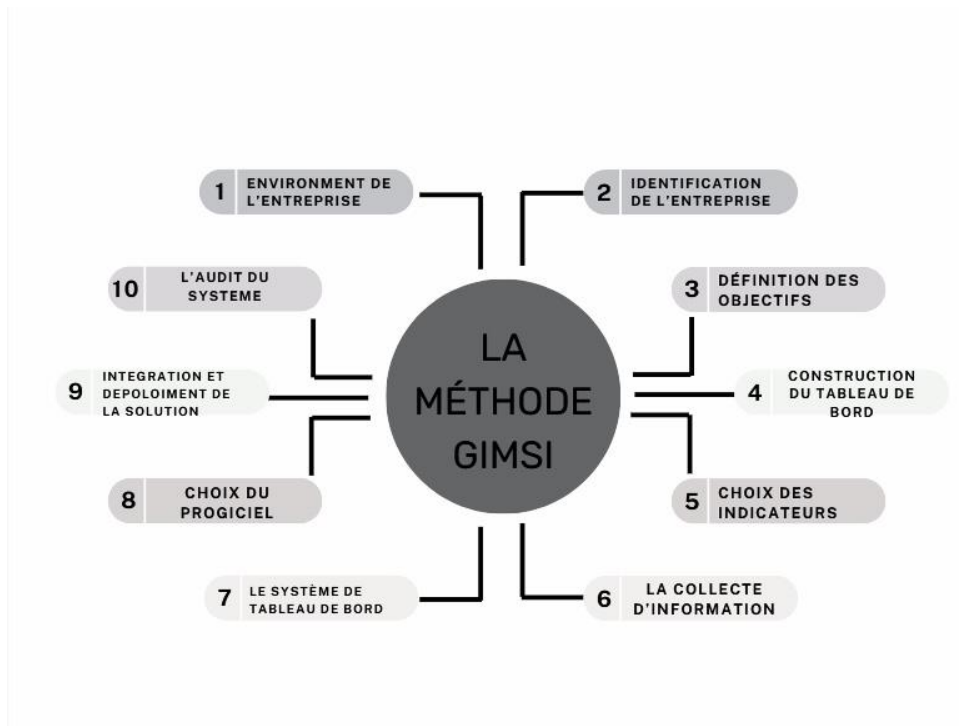 1 ENVIRONMENT DE
L'ENTREPRISE
2 IDENTIFICATION
DE L'ENTREPRISE
10 L'AUDIT DU
SYSTEME
3 DÉFINITION DES
OBJECTIFS
LA
MÉTHODE
GIMSI
9 INTEGRATION ET
DEPOLOIMENT DE
LA SOLUTION
4 CONSTRUCTION
DU TABLEAU DE
BORD
8 CHOIX DU
PROGICIEL
5 CHOIX DES
INDICATEURS
7 LE SYSTÈME DE
TABLEAU DE BORD
6 LA COLLECTE
D'INFORMATION